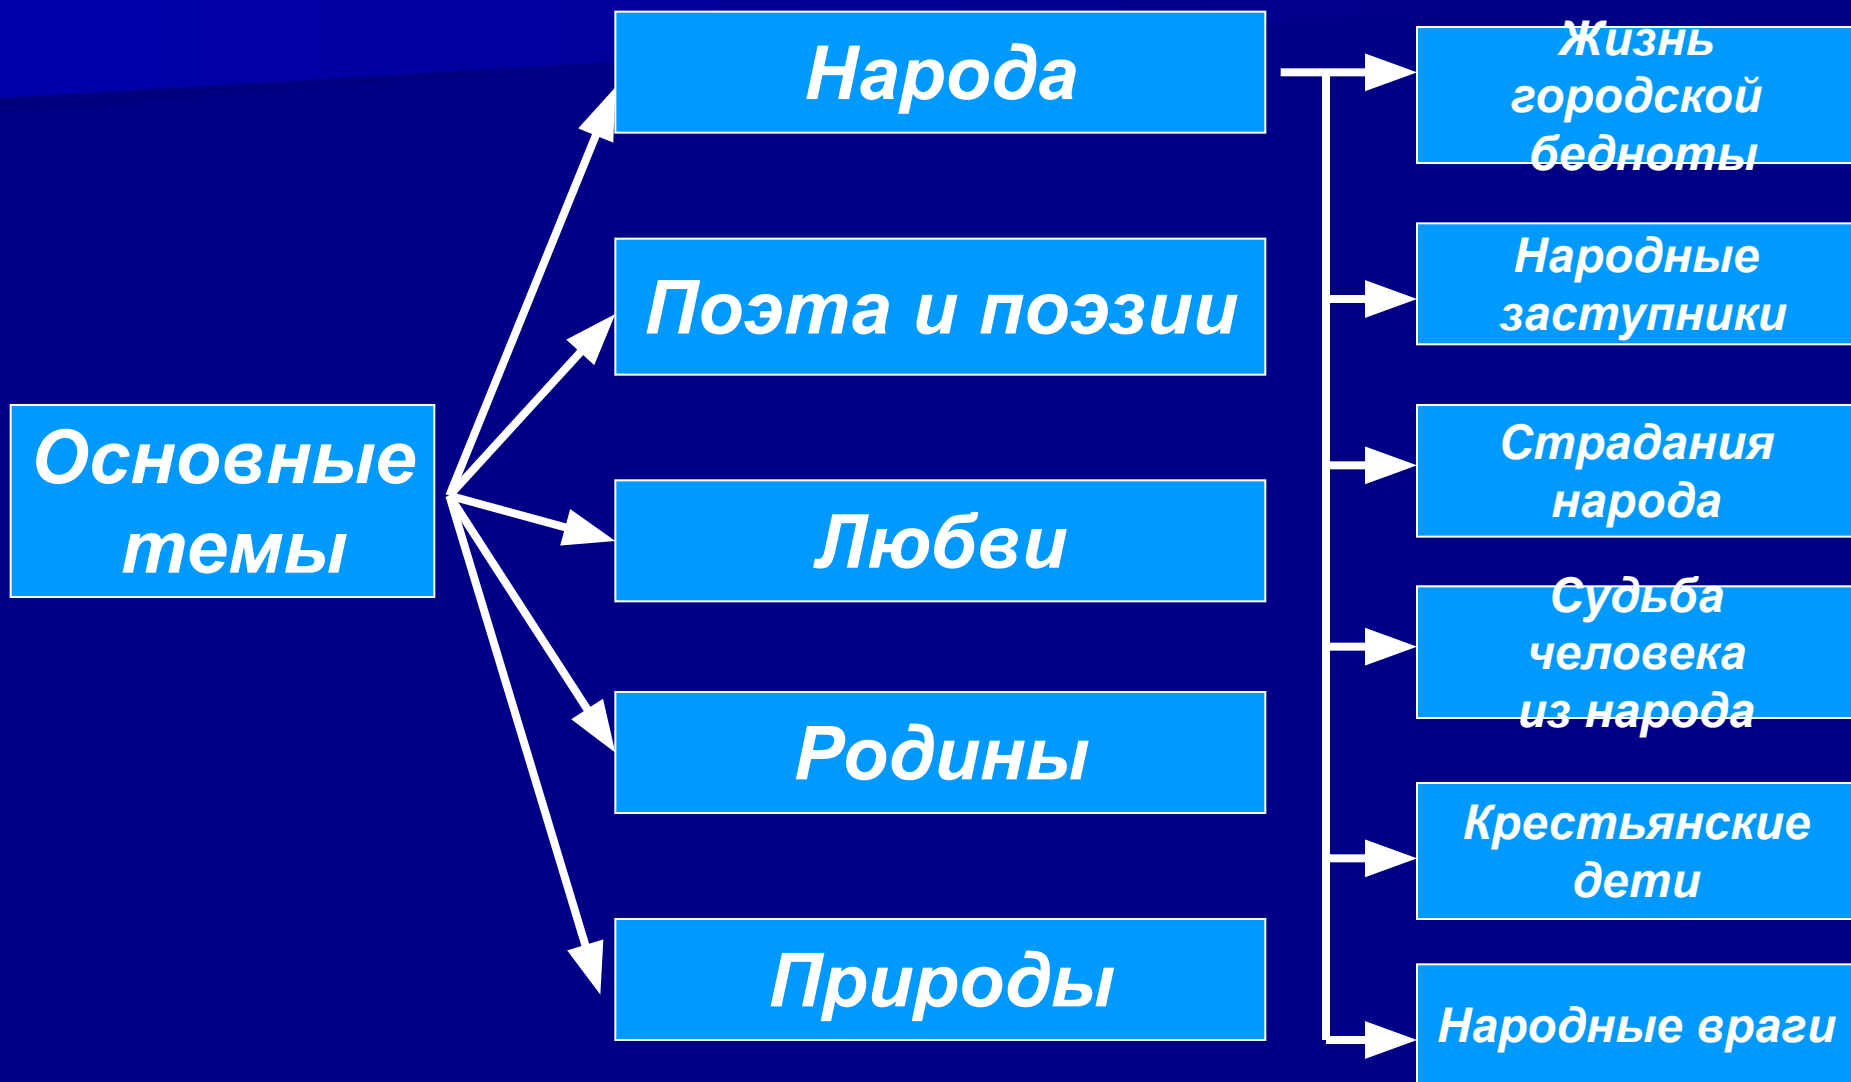 Основные
темы
Народа
Поэта и поэзии
Любви
Родины
Природы
Жизнь
городской
бедноты
Народные
заступники
Страдания
народа
Судьба
человека
из народа
Крестьянские
дети
Народные враги